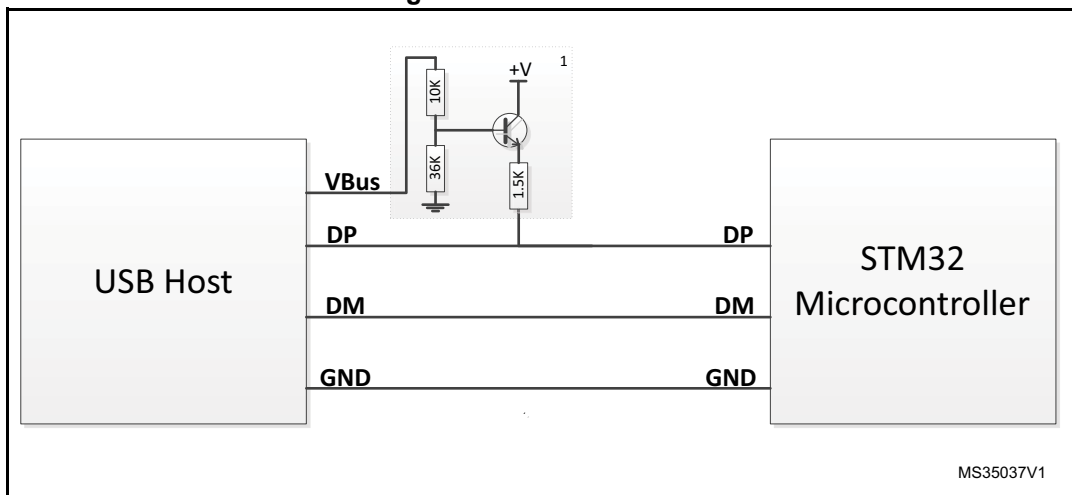 +V
1
10K
36K
1.5K
VBus
DP
DP
USB Host
STM32
Microcontroller
DM
DM
GND
GND
MS35037V1